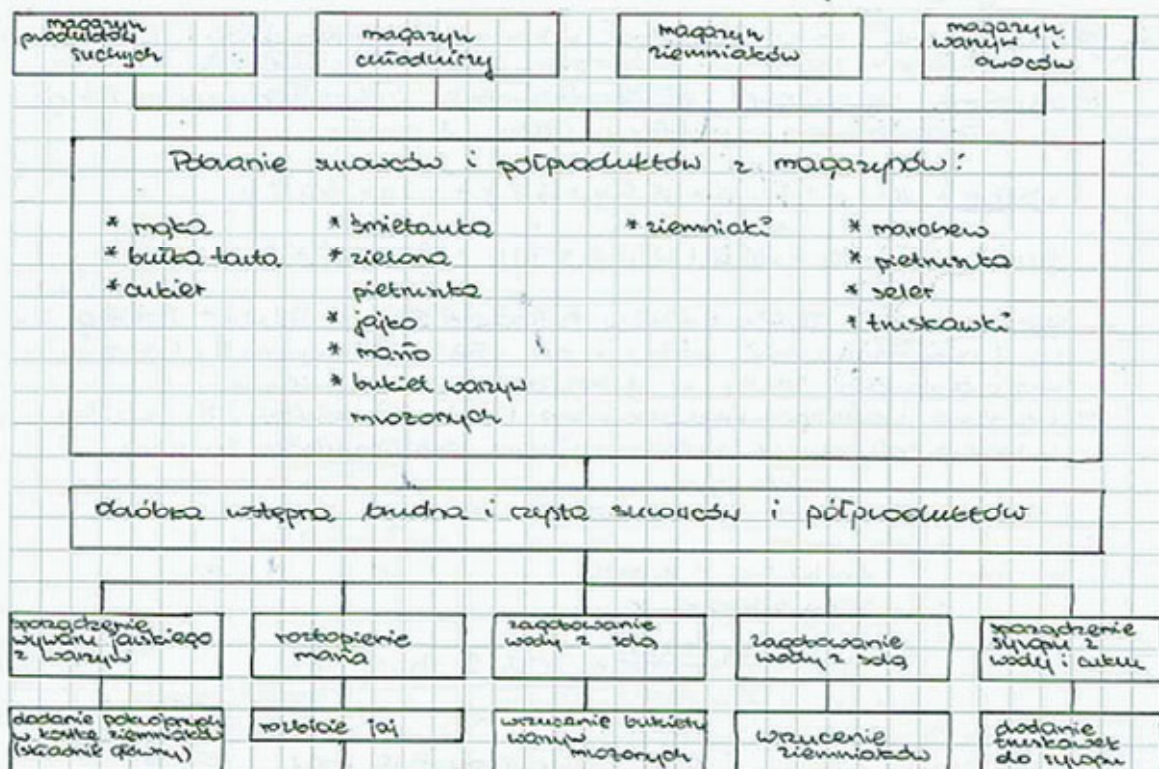 magazyn
produktów
suchych
magazyn
chłodniczy
magazyn
ziemniaków
magazyn
warzyw i
owoców
Pobranie surowców i półproduktów z magazynów:
* mąka
* bułka tarta
* cukier
* śmietanka
* zielona
pietruszka
* jajko
* masło
* bukiet warzyw
mrożonych
* ziemniaki
* marchew
* pietruszka
* seler
* truskawki
obróbka wstępna brudna i czysta surowców i półproduktów
sporządzenie
wywaru jarskiego
z warzyw
roztopienie
masła
zagotowanie
wody z solą
zagotowanie
wody z solą
sporządzenie
syropu z
wody i cukru
dodanie pokrojonych
w kostkę ziemniaków
(składnik główny)
rozbicie jaj
wrzucenie bukietu
warzyw
mrożonych
wrzucenie
ziemniaków
dodanie
truskawek
do syropu